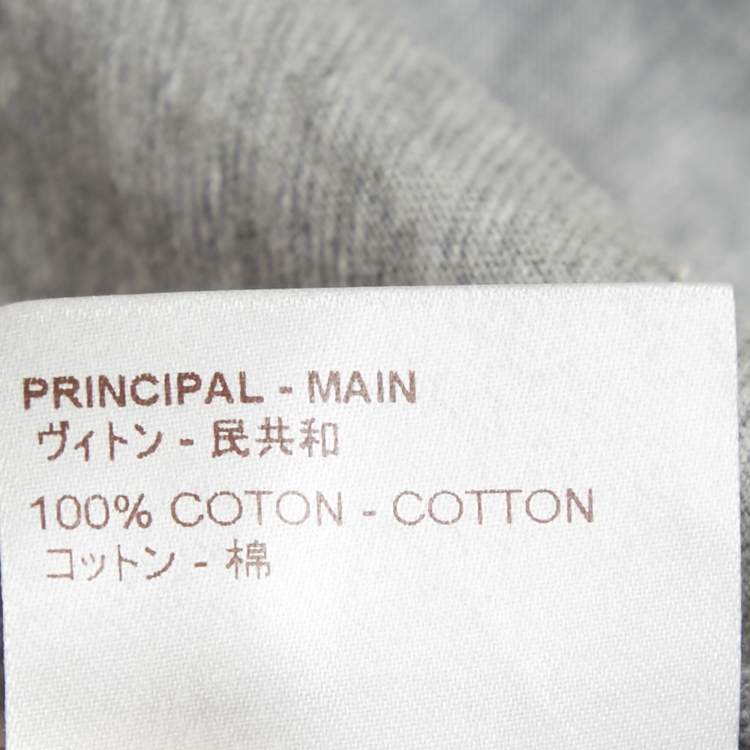 PRINCIPAL - MAIN
ヴィトン - 民共和
100% COTON - COTTON
コットン - 棉